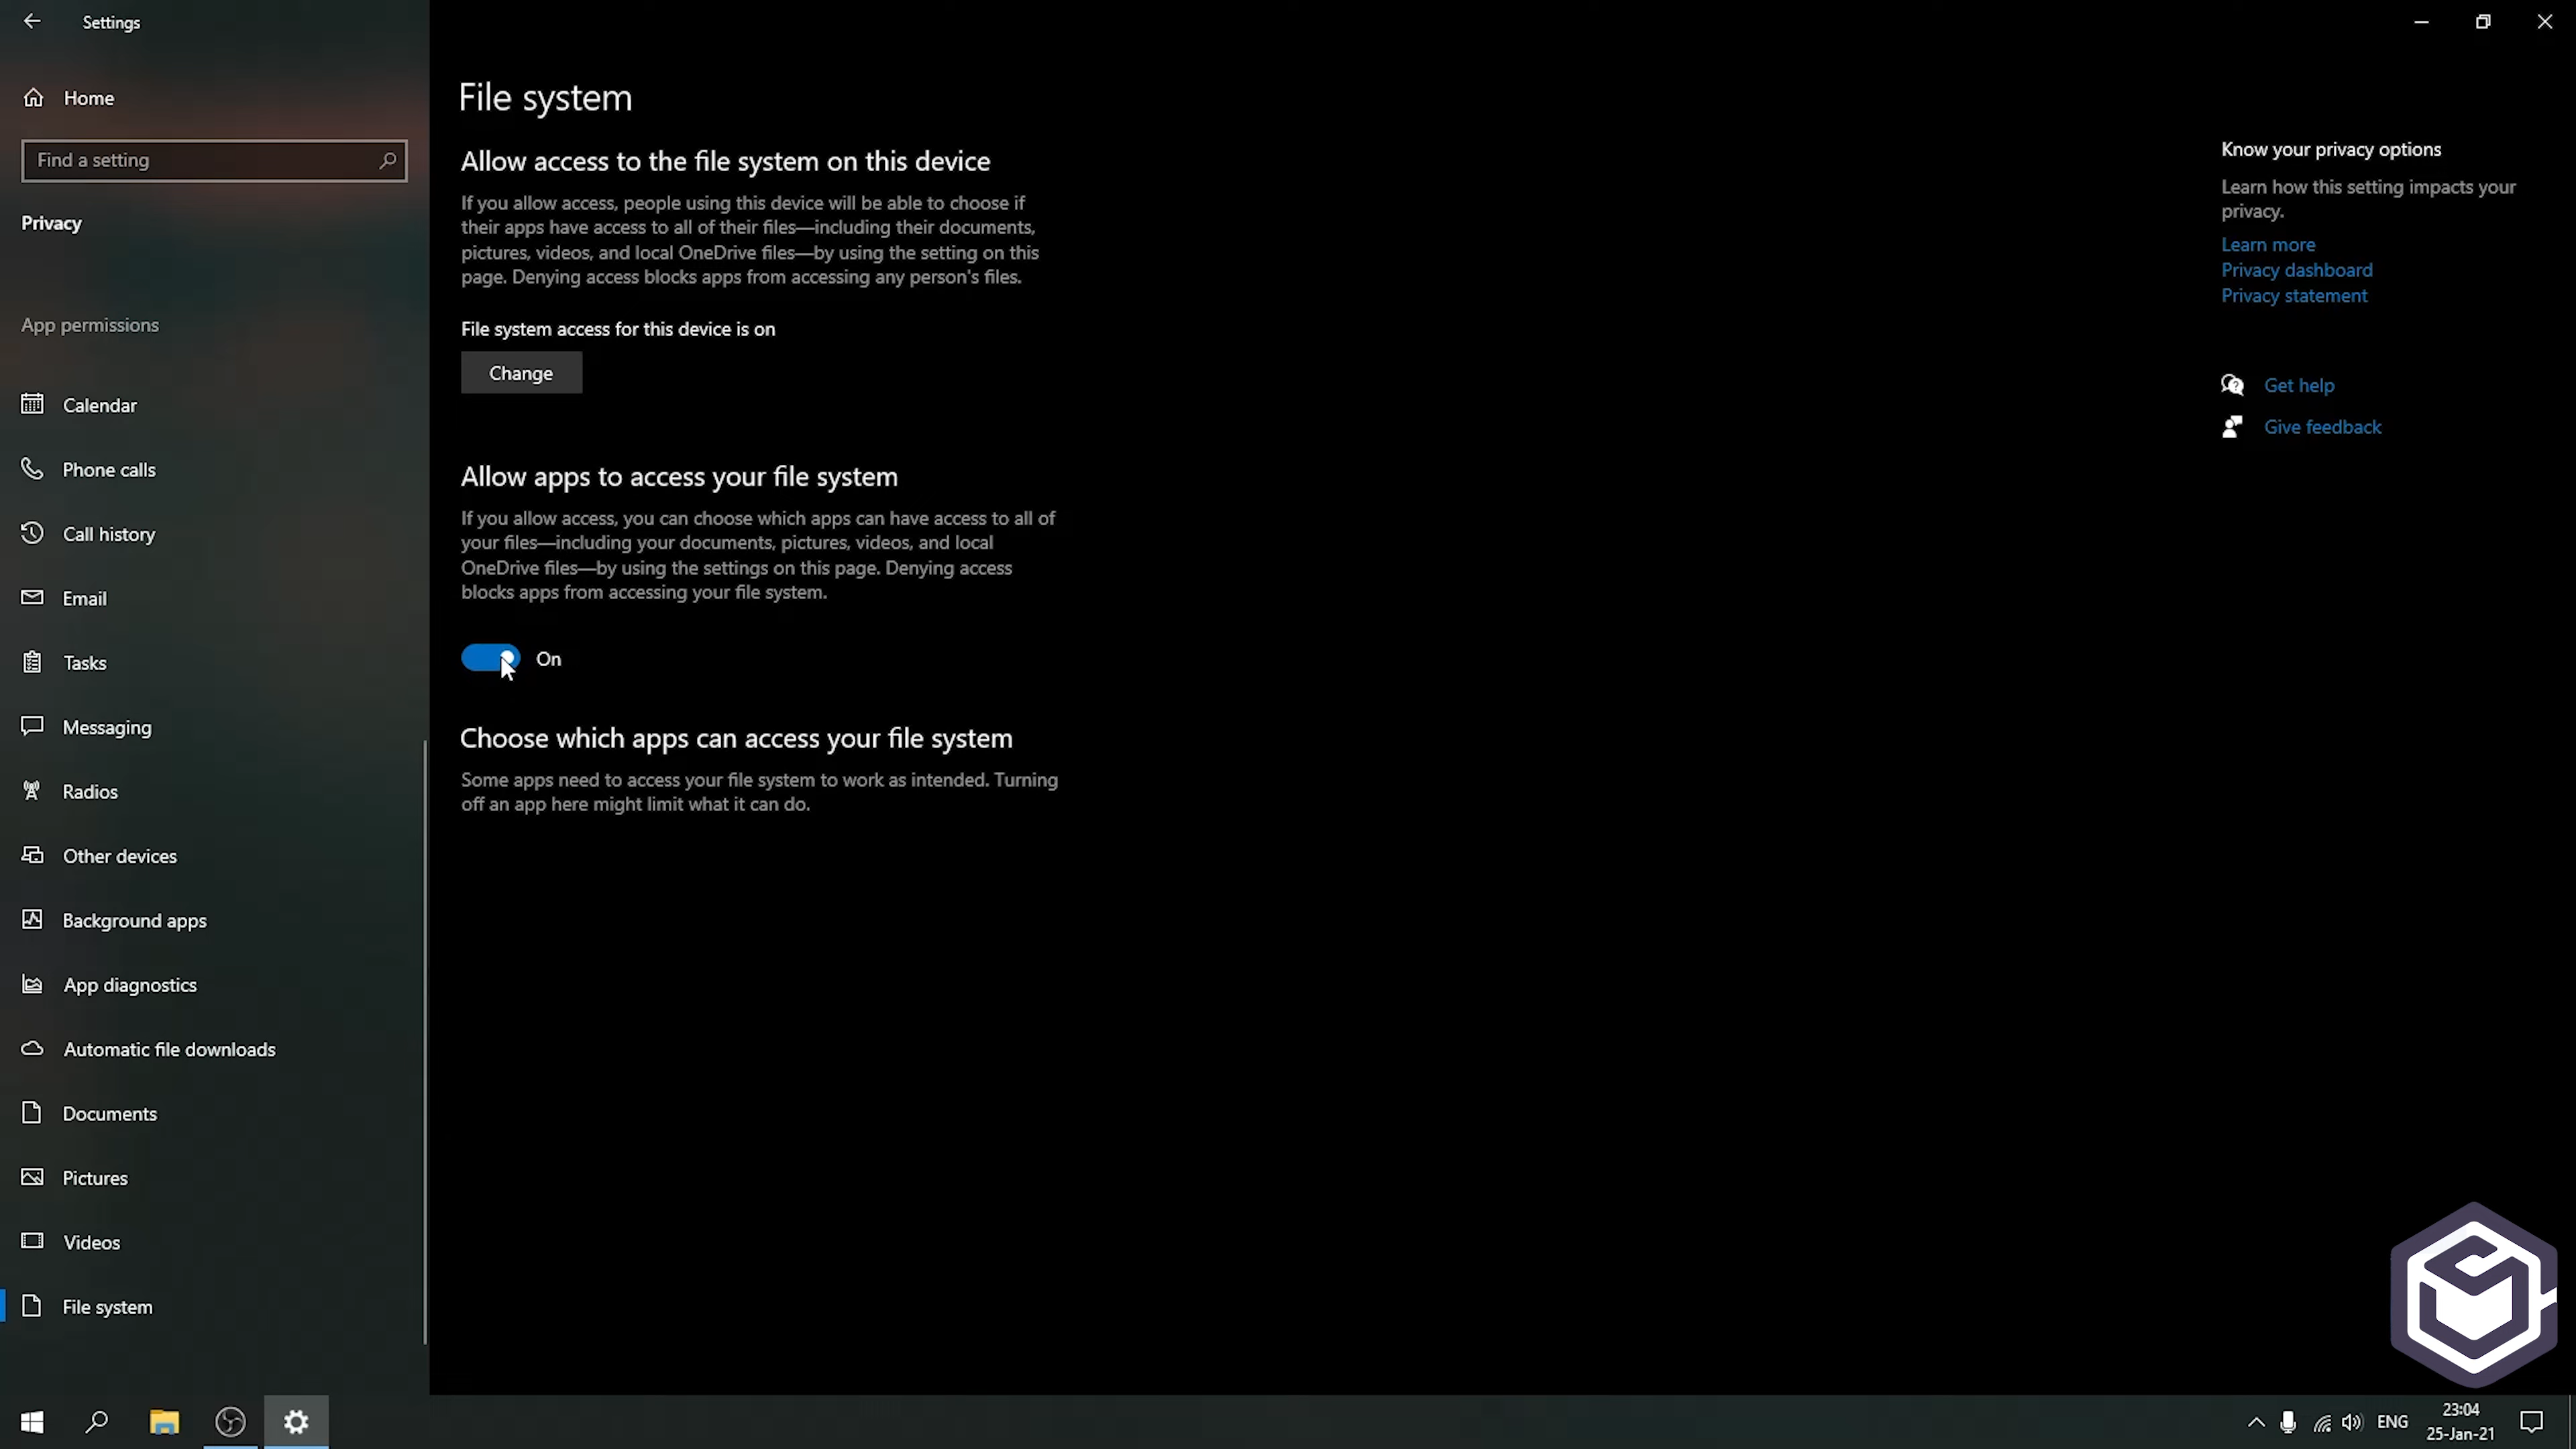 Settings
Home
Find a setting
Privacy
App permissions
Calendar
Phone calls
Call history
Email
Tasks
Messaging
Radios
Other devices
Background apps
App diagnostics
Automatic file downloads
Documents
Pictures
Videos
File system
File system
Allow access to the file system on this device
If you allow access, people using this device will be able to choose if
their apps have access to all of their files—including their documents,
pictures, videos, and local OneDrive files—by using the setting on this
page. Denying access blocks apps from accessing any person's files.
File system access for this device is on
Change
Allow apps to access your file system
If you allow access, you can choose which apps can have access to all of
your files—including your documents, pictures, videos, and local
OneDrive files—by using the settings on this page. Denying access
blocks apps from accessing your file system.
On
Choose which apps can access your file system
Some apps need to access your file system to work as intended. Turning
off an app here might limit what it can do.
Know your privacy options
Learn how this setting impacts your
privacy.
Learn more
Privacy dashboard
Privacy statement
Get help
Give feedback
ENG
23:04
25-Jan-21